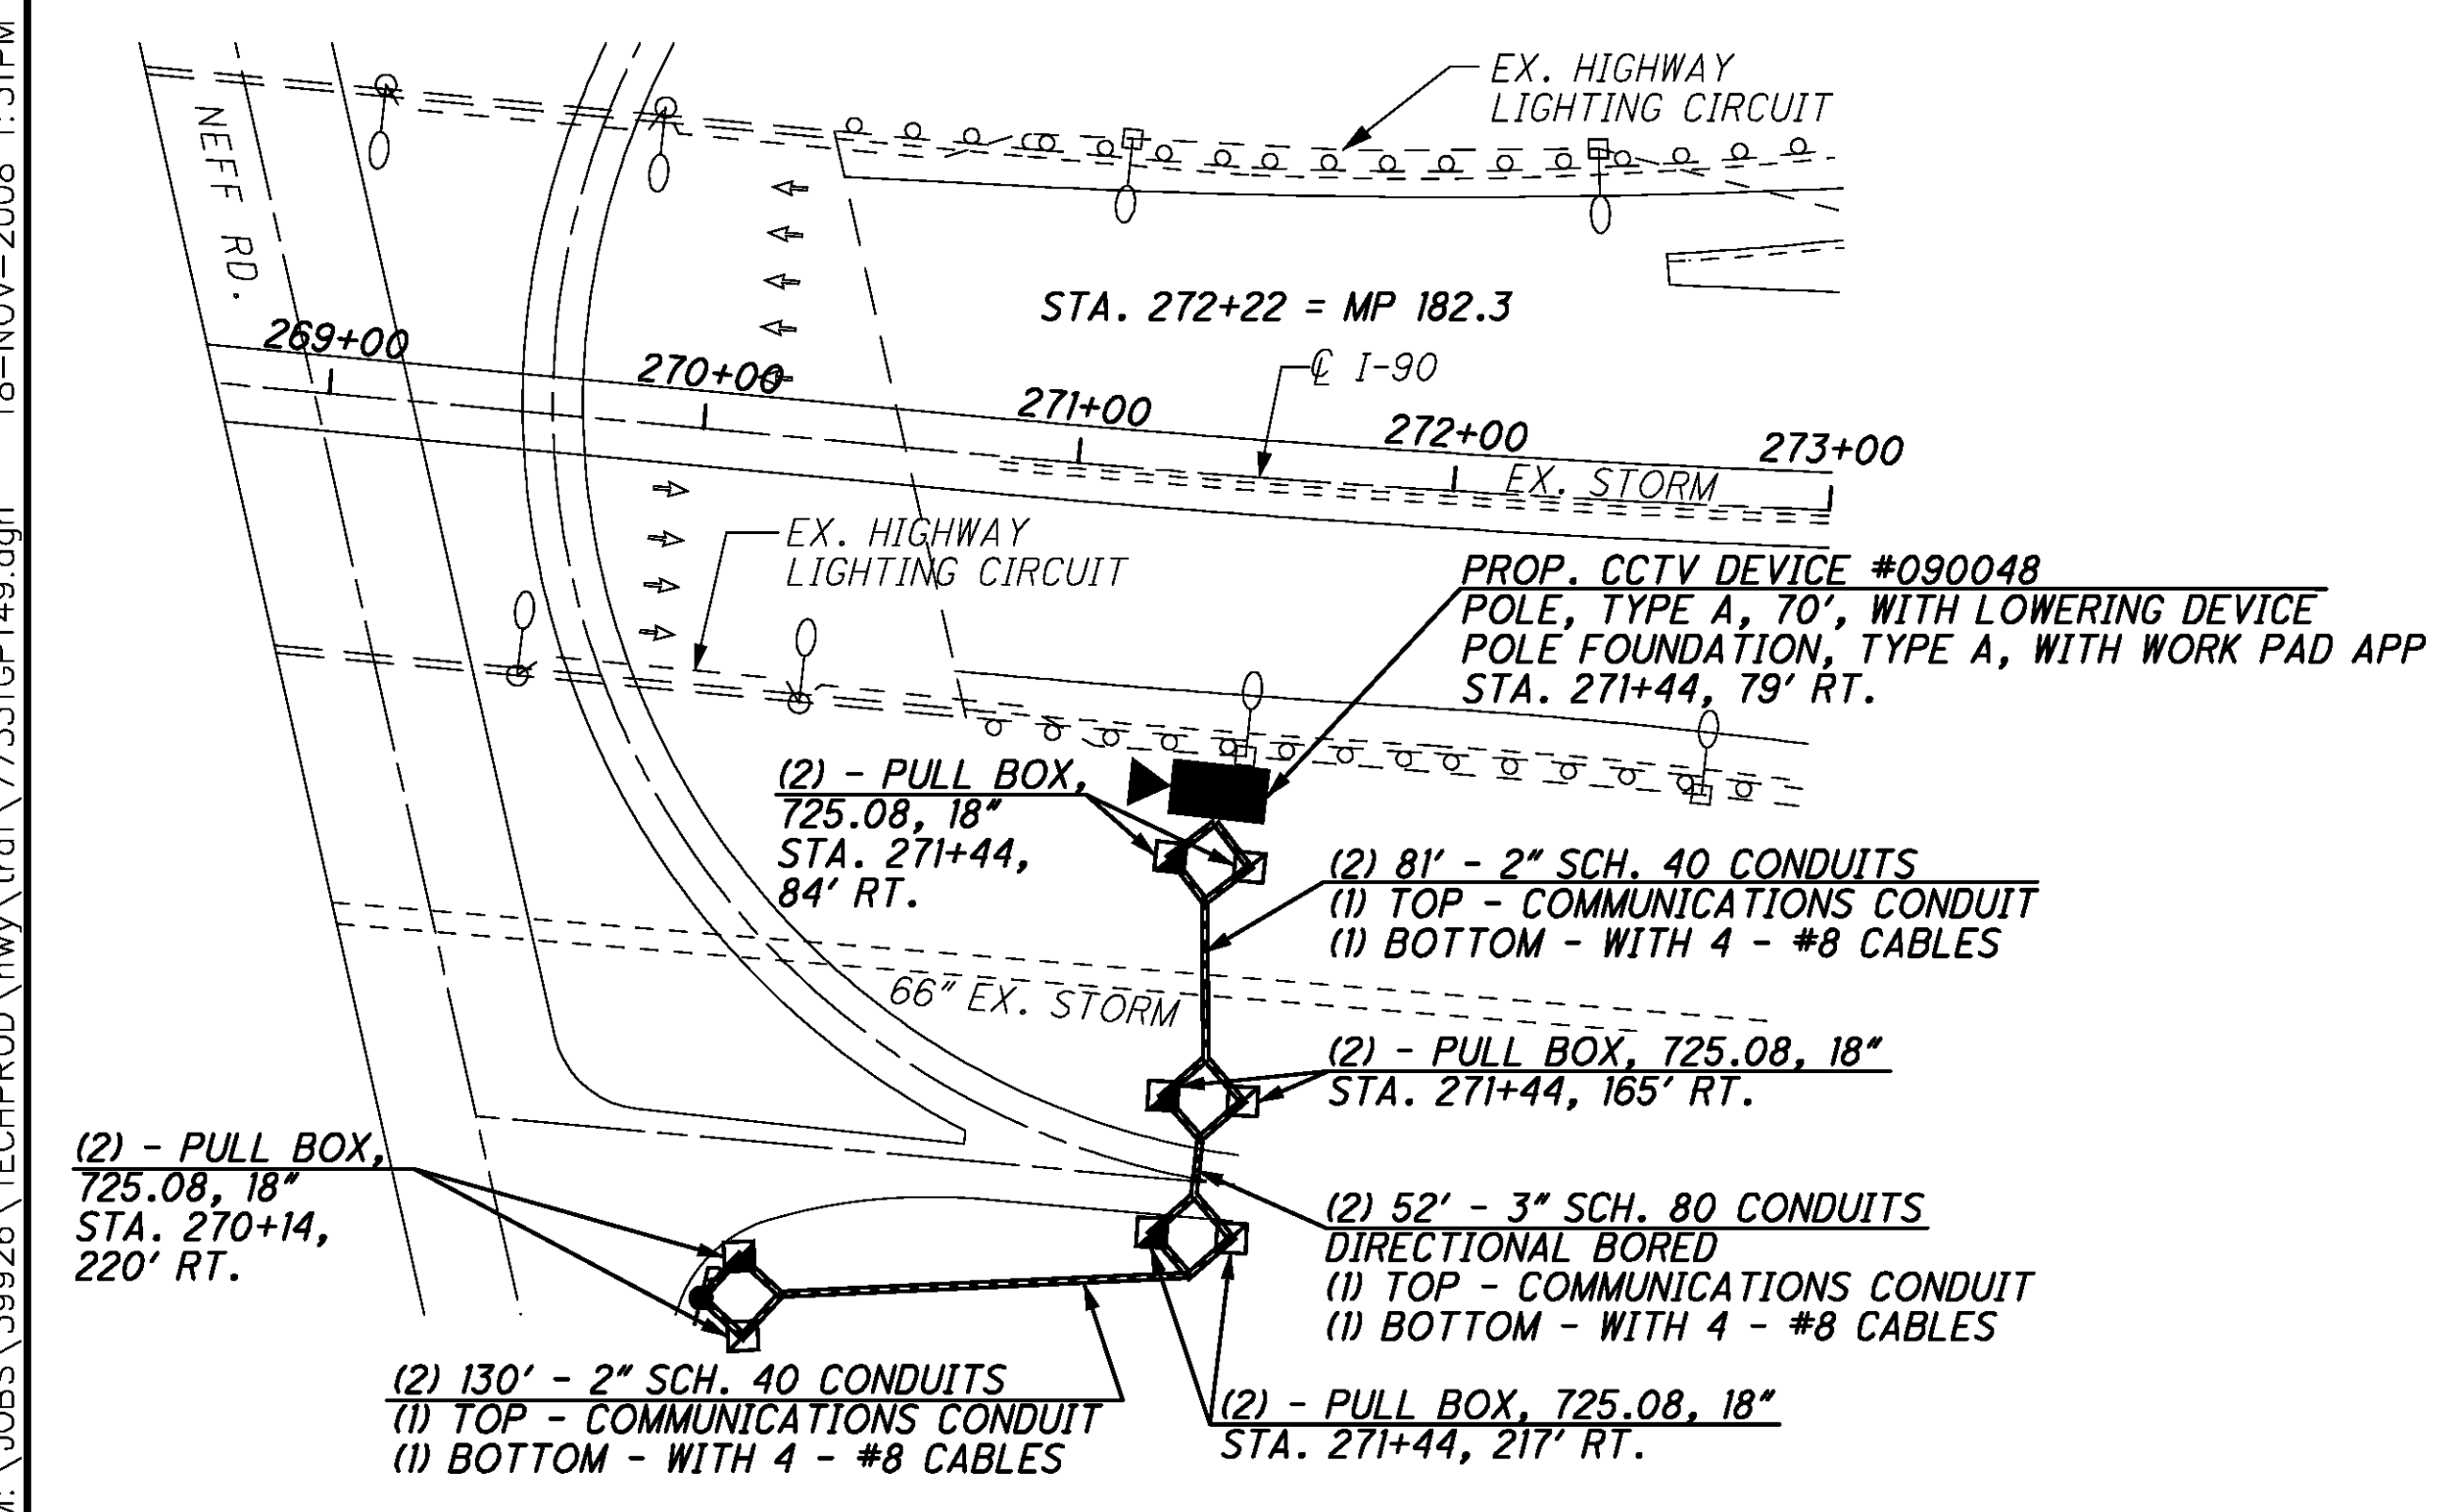 EX. HIGHWAY
LIGHTING CIRCUIT
NEFF RD.
STA. 272+22 = MP 182.3
269+00
270+00
℄ I-90
271+00
272+00
273+00
EX. STORM
EX. HIGHWAY
LIGHTING CIRCUIT
PROP. CCTV DEVICE #090048
POLE, TYPE A, 70', WITH LOWERING DEVICE
POLE FOUNDATION, TYPE A, WITH WORK PAD APP
STA. 271+44, 79' RT.
(2) - PULL BOX,
725.08, 18"
STA. 271+44,
84' RT.
(2) 81' - 2" SCH. 40 CONDUITS
(1) TOP - COMMUNICATIONS CONDUIT
(1) BOTTOM - WITH 4 - #8 CABLES
66" EX. STORM
(2) - PULL BOX, 725.08, 18"
STA. 271+44, 165' RT.
(2) - PULL BOX,
725.08, 18"
STA. 270+14,
220' RT.
(2) 52' - 3" SCH. 80 CONDUITS
DIRECTIONAL BORED
(1) TOP - COMMUNICATIONS CONDUIT
(1) BOTTOM - WITH 4 - #8 CABLES
(2) 130' - 2" SCH. 40 CONDUITS
(1) TOP - COMMUNICATIONS CONDUIT
(1) BOTTOM - WITH 4 - #8 CABLES
(2) - PULL BOX, 725.08, 18"
STA. 271+44, 217' RT.